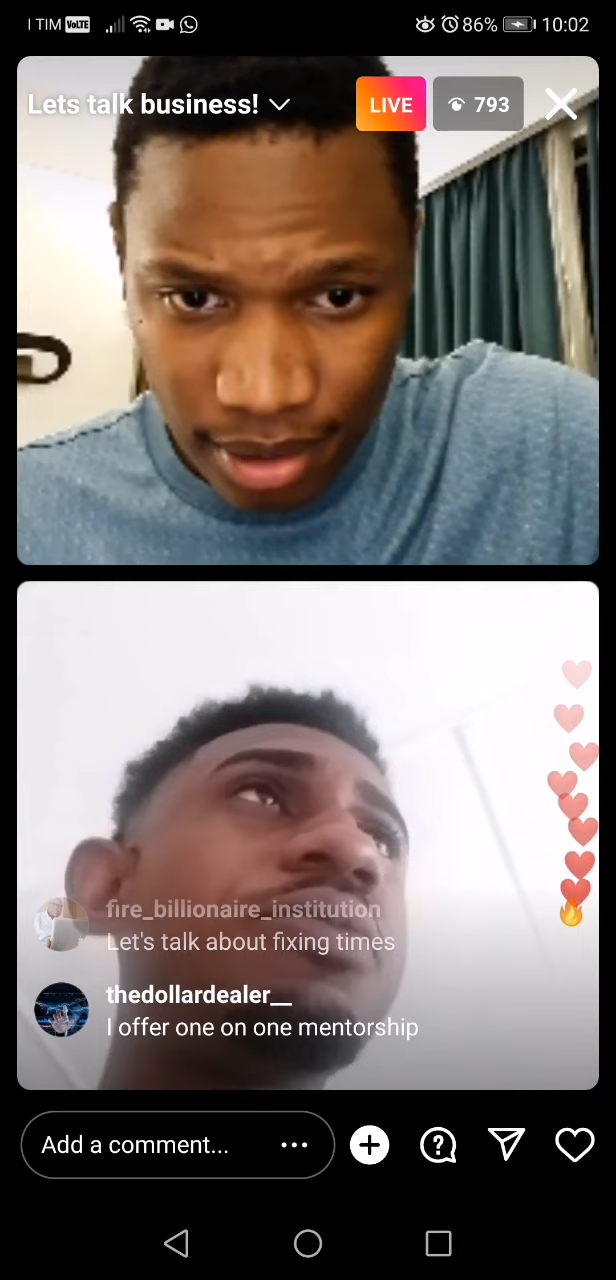 I TIM VoLTE 86% 10:02
Lets talk business! LIVE 793
fire_billionaire_institution
Let's talk about fixing times
thedollardealer__
I offer one on one mentorship
Add a comment...